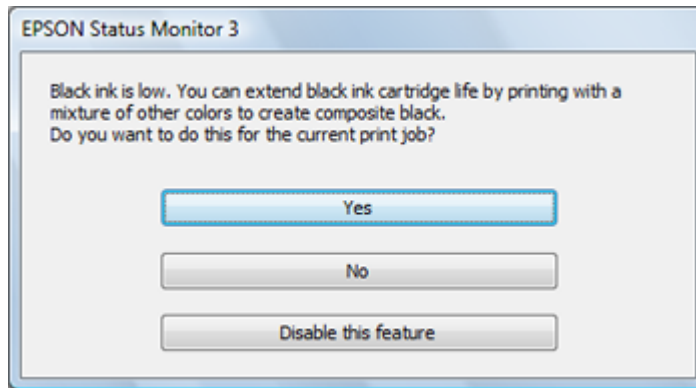 EPSON Status Monitor 3
Black ink is low. You can extend black ink cartridge life by printing with a
mixture of other colors to create composite black.
Do you want to do this for the current print job?
Yes
No
Disable this feature